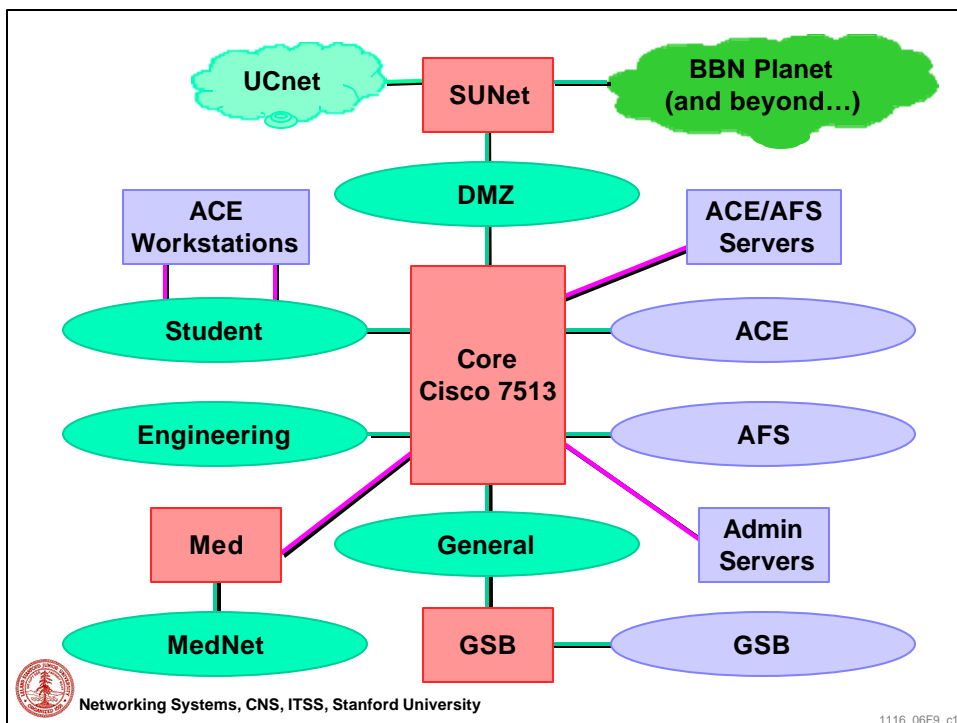 UCnet
SUNet
BBN Planet
(and beyond...)
DMZ
ACE
Workstations
ACE/AFS
Servers
Student
Core
Cisco 7513
ACE
Engineering
AFS
Med
General
Admin
Servers
MedNet
GSB
GSB
Networking Systems, CNS, ITSS, Stanford University